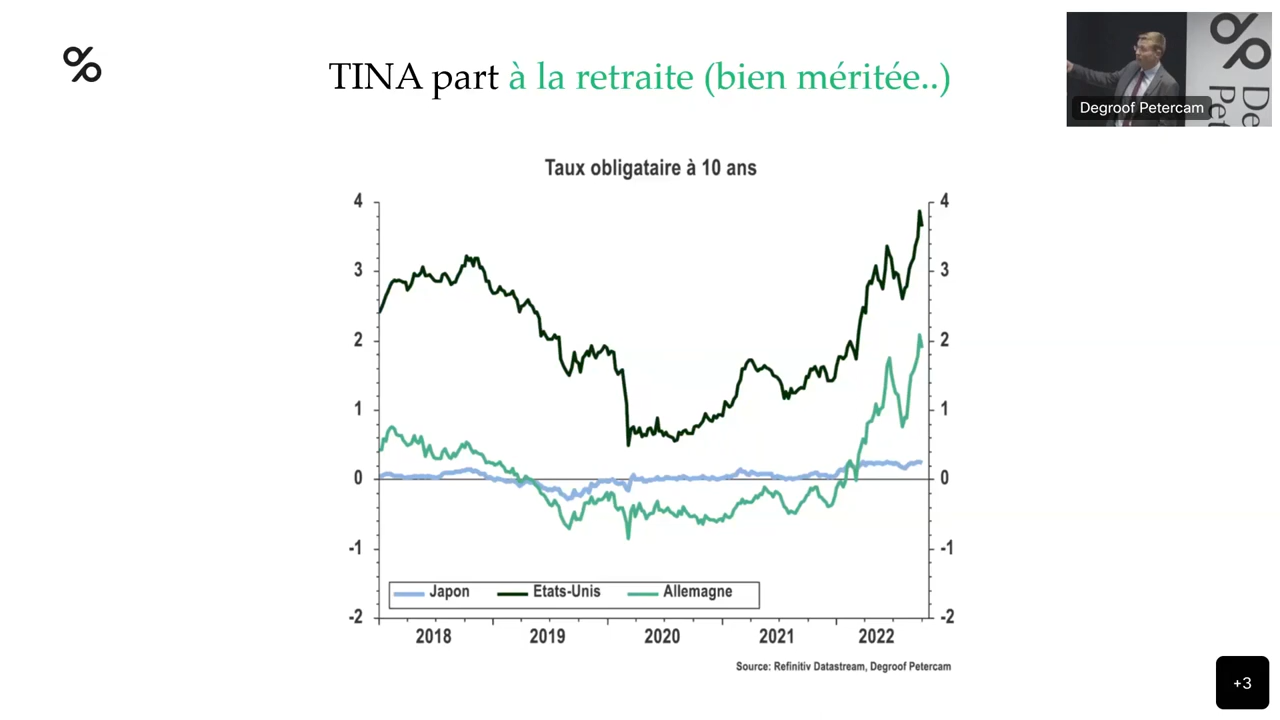 TINA part à la retraite (bien méritée..)
Degroof Petercam
De
Pet
Taux obligataire à 10 ans
4 4
3 3
2 2
1 1
0 0
-1 -1
Japon Etats-Unis Allemagne
-2 -2
2018 2019 2020 2021 2022
Source: Refinitiv Datastream, Degroof Petercam
+3